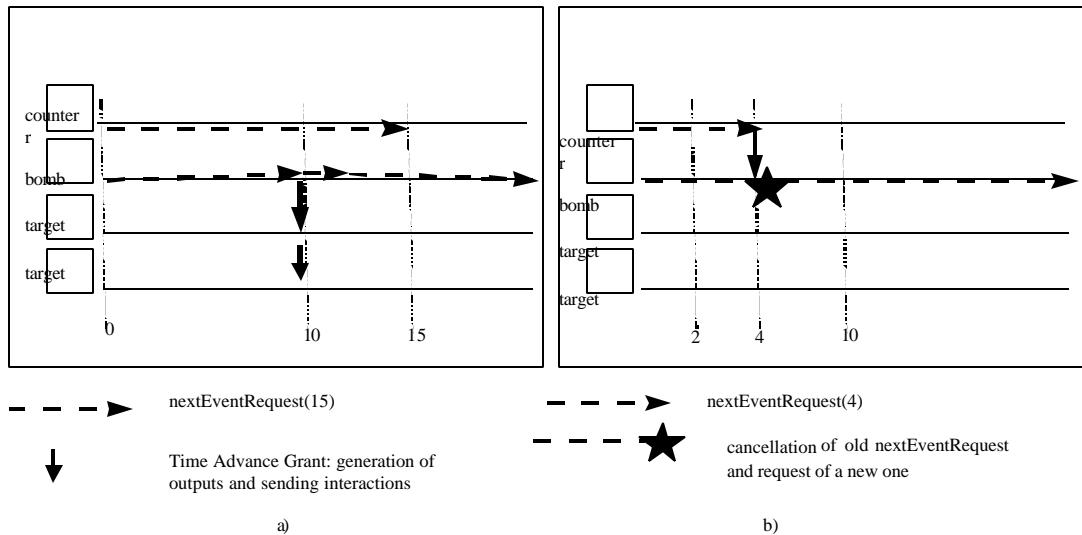 counter
r
bomb
target
target
0
10
15
counter
r
bomb
target
target
2
4
10
nextEventRequest(15)
Time Advance Grant: generation of
outputs and sending interactions
a)
nextEventRequest(4)
cancellation of old nextEventRequest
and request of a new one
b)